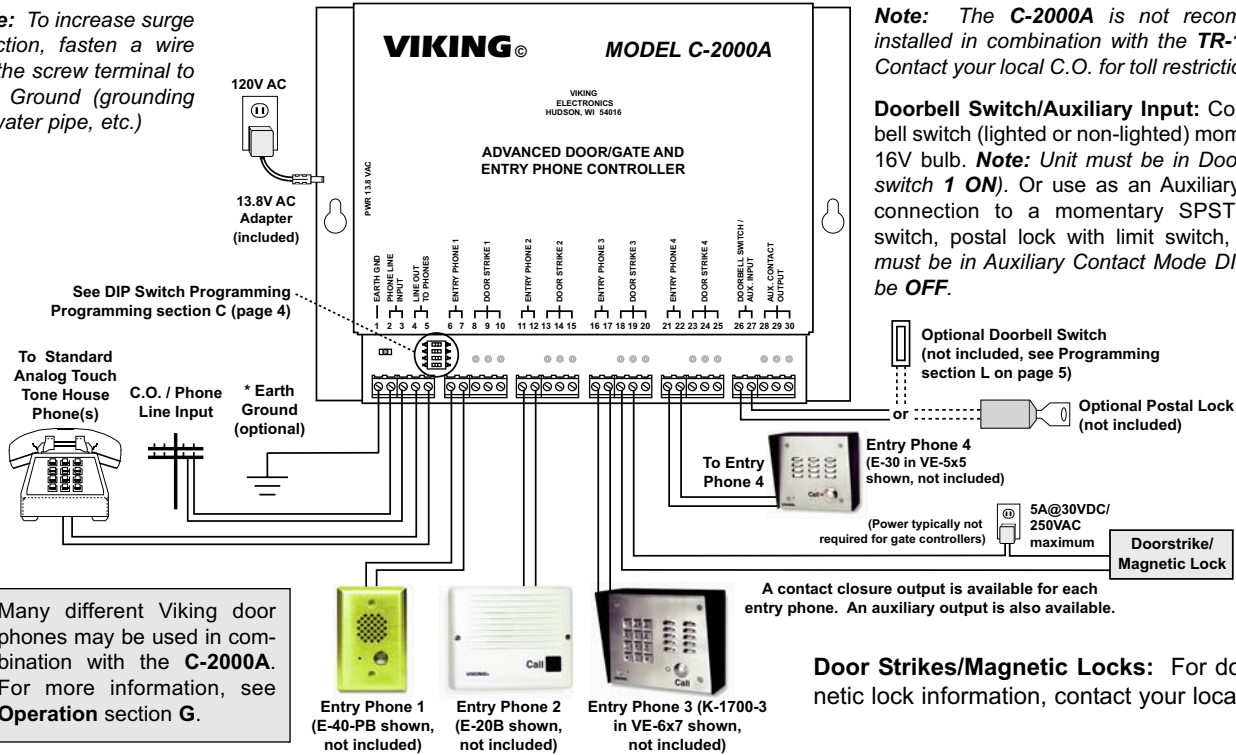 e: To increase surge
ction, fasten a wire
the screw terminal to
Ground (grounding
water pipe, etc.)
120V AC
13.8V AC
Adapter
(included)
VIKING©
MODEL C-2000A
VIKING
ELECTRONICS
HUDSON, WI 54016
ADVANCED DOOR/GATE AND
ENTRY PHONE CONTROLLER
PWR 13.8 VAC
EARTH GND
PHONE LINE
INPUT
LINE OUT
TO PHONES
ENTRY PHONE 1
DOOR STRIKE 1
ENTRY PHONE 2
DOOR STRIKE 2
ENTRY PHONE 3
DOOR STRIKE 3
ENTRY PHONE 4
DOOR STRIKE 4
DOORBELL SWITCH /
AUX. INPUT
AUX. CONTACT
OUTPUT
1 2 3 4 5 6 7 8 9 10 11 12 13 14 15 16 17 18 19 20 21 22 23 24 25 26 27 28 29 30
Note: The C-2000A is not recom
installed in combination with the TR-1
Contact your local C.O. for toll restriction
Doorbell Switch/Auxiliary Input: Co
bell switch (lighted or non-lighted) mom
16V bulb. Note: Unit must be in Door
switch 1 ON). Or use as an Auxiliary
connection to a momentary SPST
switch, postal lock with limit switch,
must be in Auxiliary Contact Mode DI
be OFF.
See DIP Switch Programming
Programming section C (page 4)
To Standard
Analog Touch
Tone House
Phone(s)
C.O. / Phone
Line Input
* Earth
Ground
(optional)
Optional Doorbell Switch
(not included, see Programming
section L on page 5)
or
Optional Postal Lock
(not included)
To Entry
Phone 4
Call
Entry Phone 4
(E-30 in VE-5x5
shown, not included)
(Power typically not
required for gate controllers)
5A@30VDC/
250VAC
maximum
Doorstrike/
Magnetic Lock
A contact closure output is available for each
entry phone. An auxiliary output is also available.
Many different Viking door
phones may be used in com-
bination with the C-2000A.
For more information, see
Operation section G.
VIKING
Call
Call
Entry Phone 1
(E-40-PB shown,
not included)
Entry Phone 2
(E-20B shown,
not included)
Entry Phone 3 (K-1700-3
in VE-6x7 shown,
not included)
Door Strikes/Magnetic Locks: For do
netic lock information, contact your loca